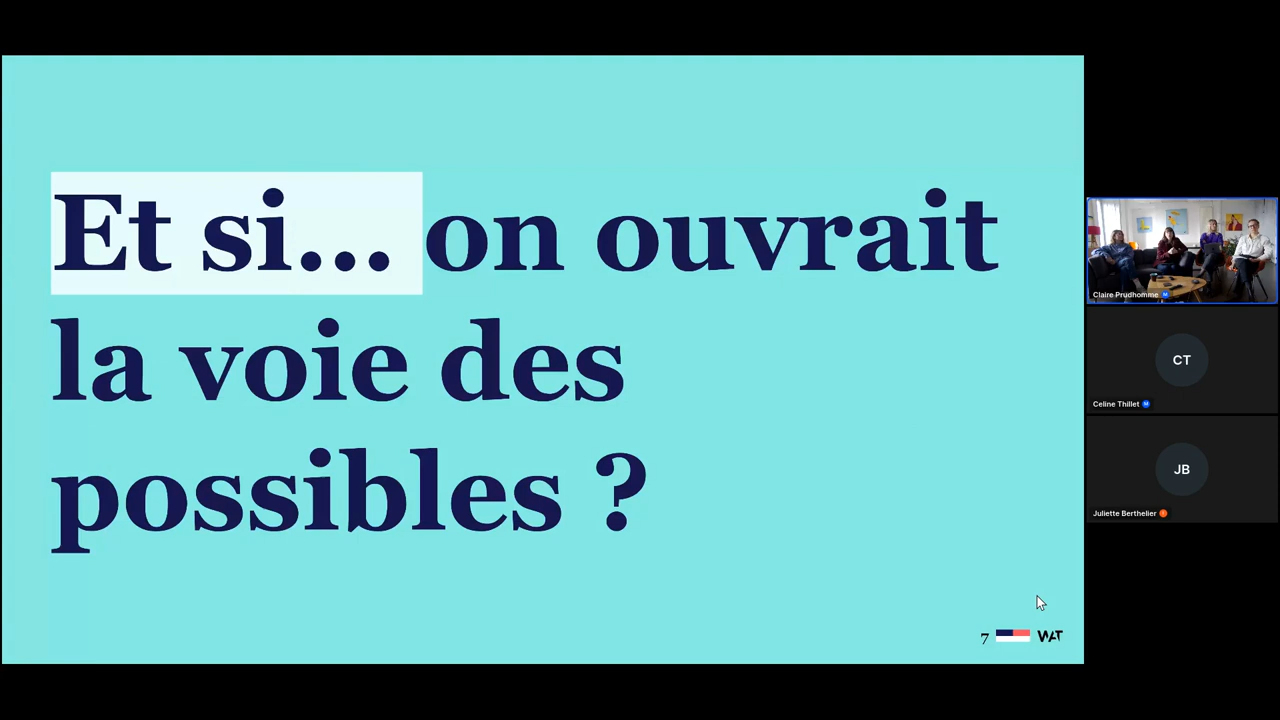 Et si... on ouvrait
la voie des
possibles ?
7
WAT
Claire Prudhomme
M
CT
Celine Thillet
M
JB
Juliette Berthelier